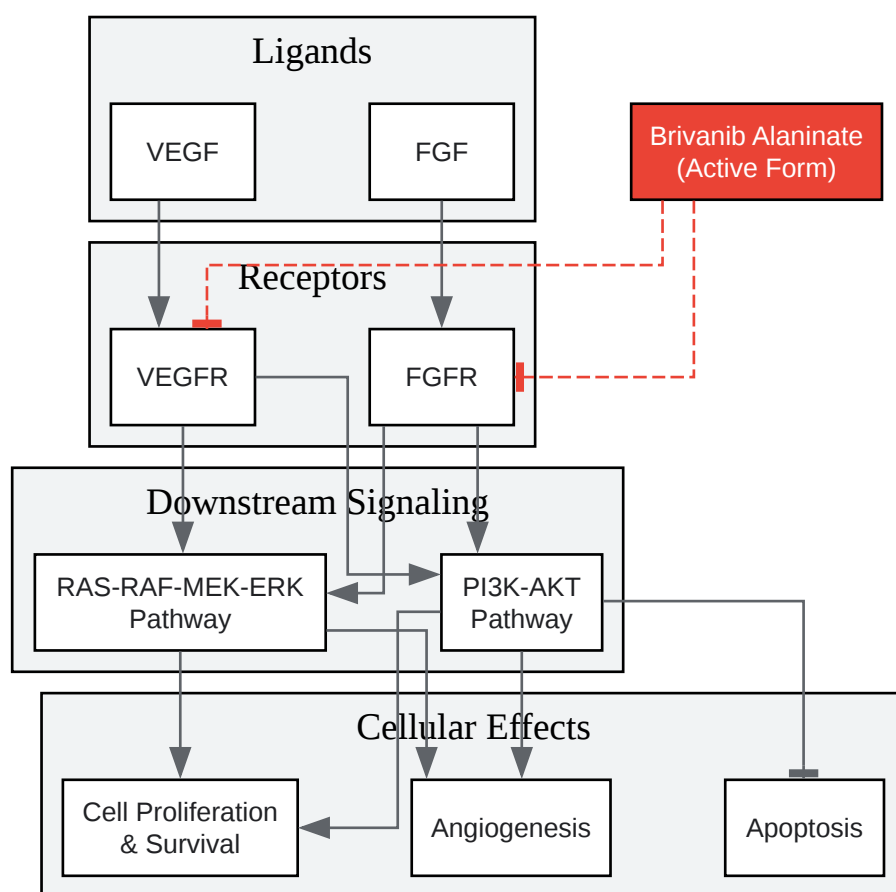 Ligands
VEGF
FGF
Brivanib Alaninate
(Active Form)
Receptors
VEGFR
FGFR
Downstream Signaling
RAS-RAF-MEK-ERK
Pathway
PI3K-AKT
Pathway
Cellular Effects
Cell Proliferation
& Survival
Angiogenesis
Apoptosis